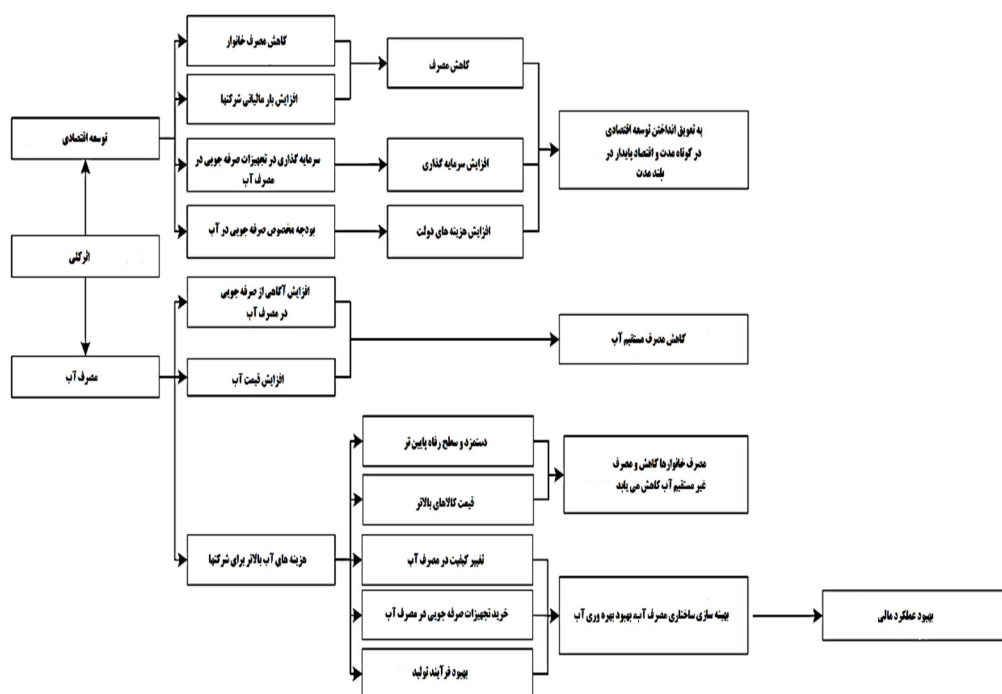 کاهش مصرف خانوار
افزایش بار مالیاتی شرکتها
توسعه اقتصادی
سرمایه گذاری در تجهیزات صرفه جویی در
مصرف آب
بودجه مخصوص صرفه جویی در آب
کاهش مصرف
افزایش سرمایه گذاری
افزایش هزینه های دولت
به تعویق انداختن توسعه اقتصادی
در کوتاه مدت و اقتصاد پایدار در
بلند مدت
اثر کلی
افزایش آگاهی از صرفه جویی
در مصرف آب
مصرف آب
افزایش قیمت آب
کاهش مصرف مستقیم آب
دستمزد و سطح رفاه پایین تر
قیمت کالاهای بالاتر
مصرف خانوارها کاهش و مصرف
غیر مستقیم آب کاهش می یابد
هزینه های آب بالاتر برای شرکتها
تغییر کیفیت در مصرف آب
خرید تجهیزات صرفه جویی در مصرف آب
بهبود فرآیند تولید
بهینه سازی ساختاری مصرف آب، بهبود بهره وری آب
بهبود عملکرد مالی